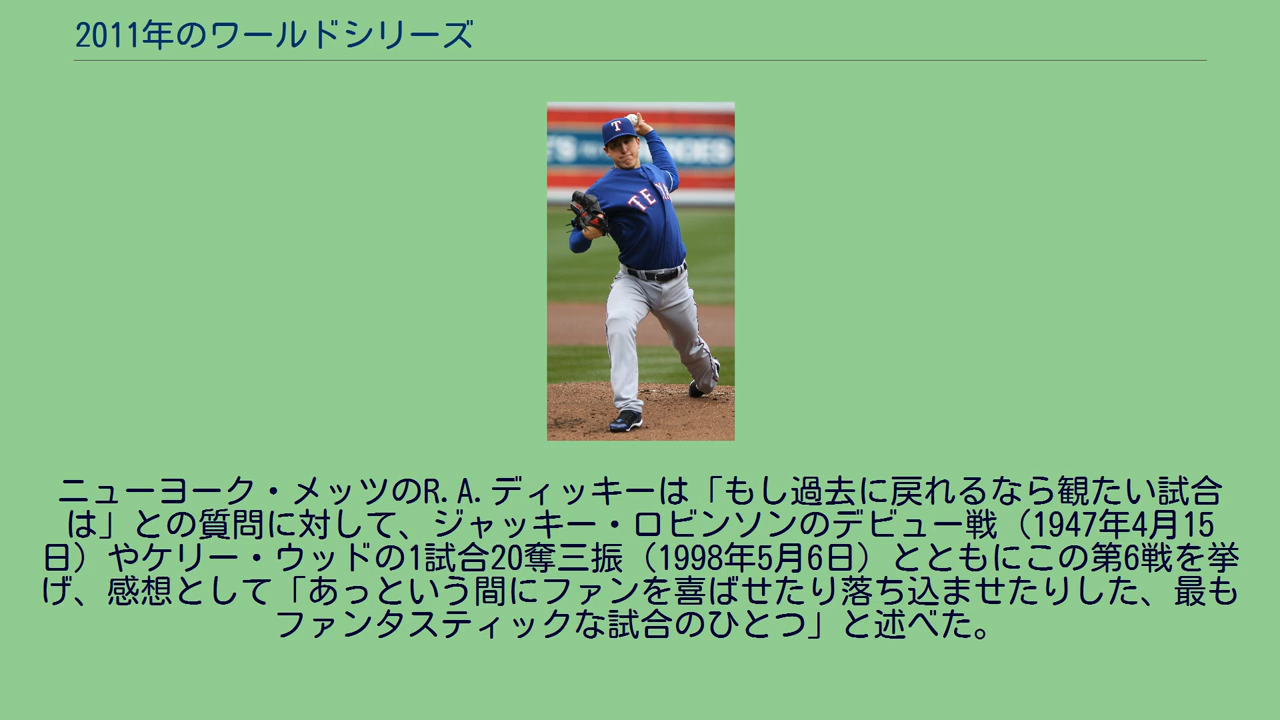 2011年のワールドシリーズ
T
TEXA
ニューヨーク・メッツのR.A.ディッキーは「もし過去に戻れるなら観たい試合
は」との質問に対して、ジャッキー・ロビンソンのデビュー戦（1947年4月15
日）やケリー・ウッドの1試合20奪三振（1998年5月6日）とともにこの第6戦を挙
げ、感想として「あっという間にファンを喜ばせたり落ち込ませたりした、最も
ファンタスティックな試合のひとつ」と述べた。